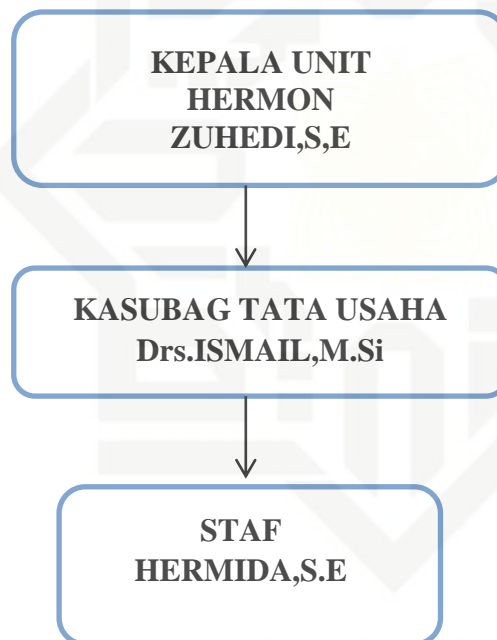 KEPALA UNIT
HERMON
ZUHEDI,S,E
KASUBAG TATA USAHA
Drs.ISMAIL,M.Si
STAF
HERMIDA,S.E